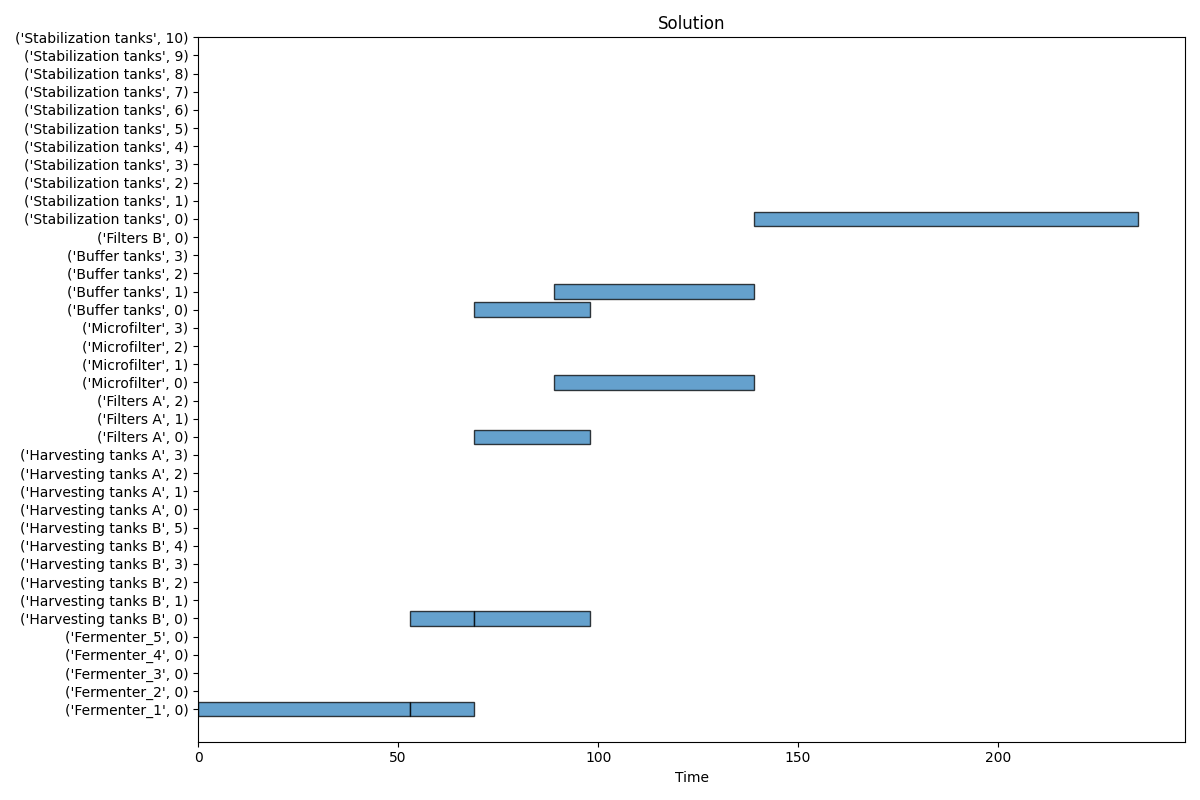 Solution
('Stabilization tanks', 10)
('Stabilization tanks', 9)
('Stabilization tanks', 8)
('Stabilization tanks', 7)
('Stabilization tanks', 6)
('Stabilization tanks', 5)
('Stabilization tanks', 4)
('Stabilization tanks', 3)
('Stabilization tanks', 2)
('Stabilization tanks', 1)
('Stabilization tanks', 0)
('Filters B', 0)
('Buffer tanks', 3)
('Buffer tanks', 2)
('Buffer tanks', 1)
('Buffer tanks', 0)
('Microfilter', 3)
('Microfilter', 2)
('Microfilter', 1)
('Microfilter', 0)
('Filters A', 2)
('Filters A', 1)
('Filters A', 0)
('Harvesting tanks A', 3)
('Harvesting tanks A', 2)
('Harvesting tanks A', 1)
('Harvesting tanks A', 0)
('Harvesting tanks B', 5)
('Harvesting tanks B', 4)
('Harvesting tanks B', 3)
('Harvesting tanks B', 2)
('Harvesting tanks B', 1)
('Harvesting tanks B', 0)
('Fermenter_5', 0)
('Fermenter_4', 0)
('Fermenter_3', 0)
('Fermenter_2', 0)
('Fermenter_1', 0)
0 50 100 150 200
Time